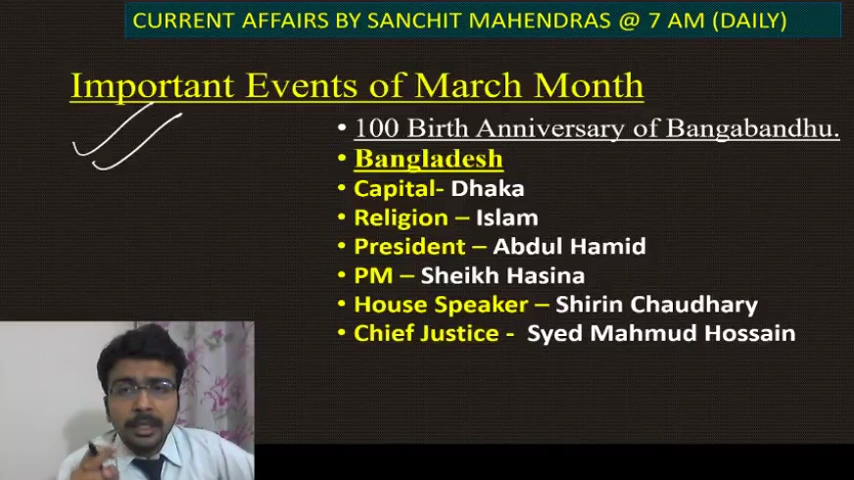 CURRENT AFFAIRS BY SANCHIT MAHENDRAS @ 7 AM (DAILY)
Important Events of March Month
• 100 Birth Anniversary of Bangabandhu.
• Bangladesh
• Capital- Dhaka
• Religion – Islam
• President – Abdul Hamid
• PM – Sheikh Hasina
• House Speaker – Shirin Chaudhary
• Chief Justice - Syed Mahmud Hossain